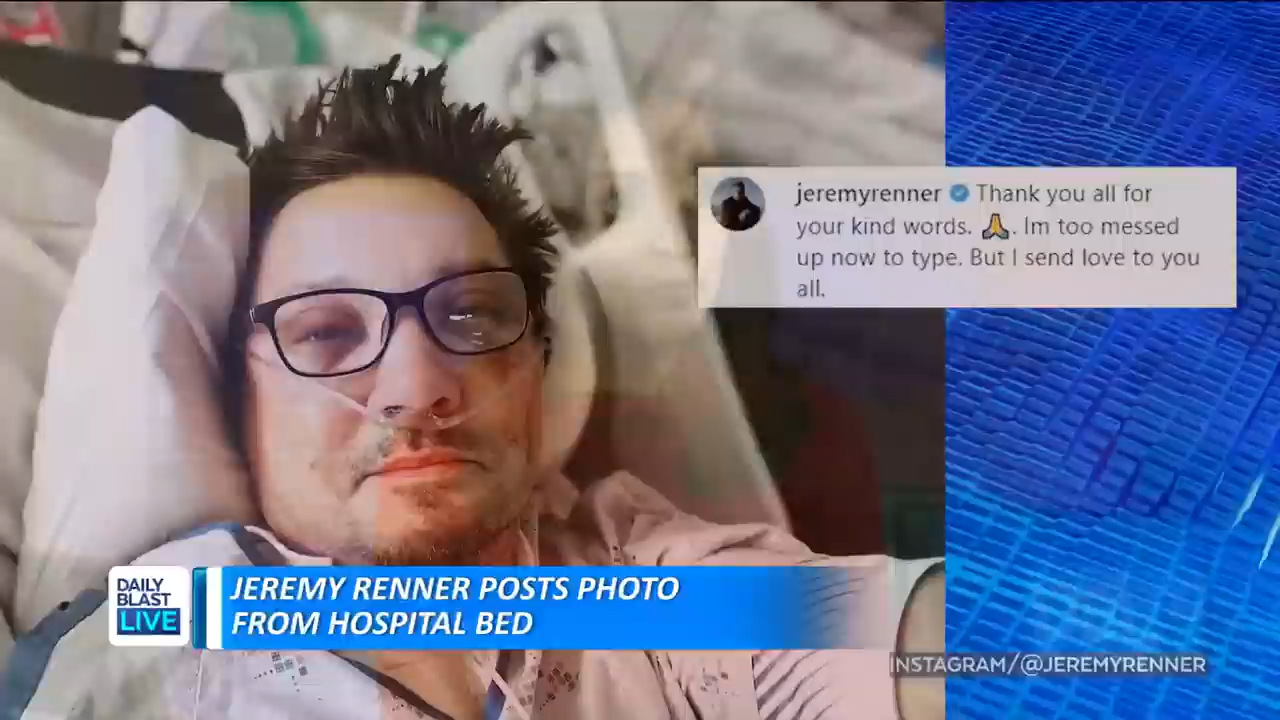 jeremyrenner Thank you all for
your kind words. 🙏. Im too messed
up now to type. But I send love to you
all.
DAILY
BLAST
LIVE
JEREMY RENNER POSTS PHOTO
FROM HOSPITAL BED
INSTAGRAM/@JEREMYRENNER